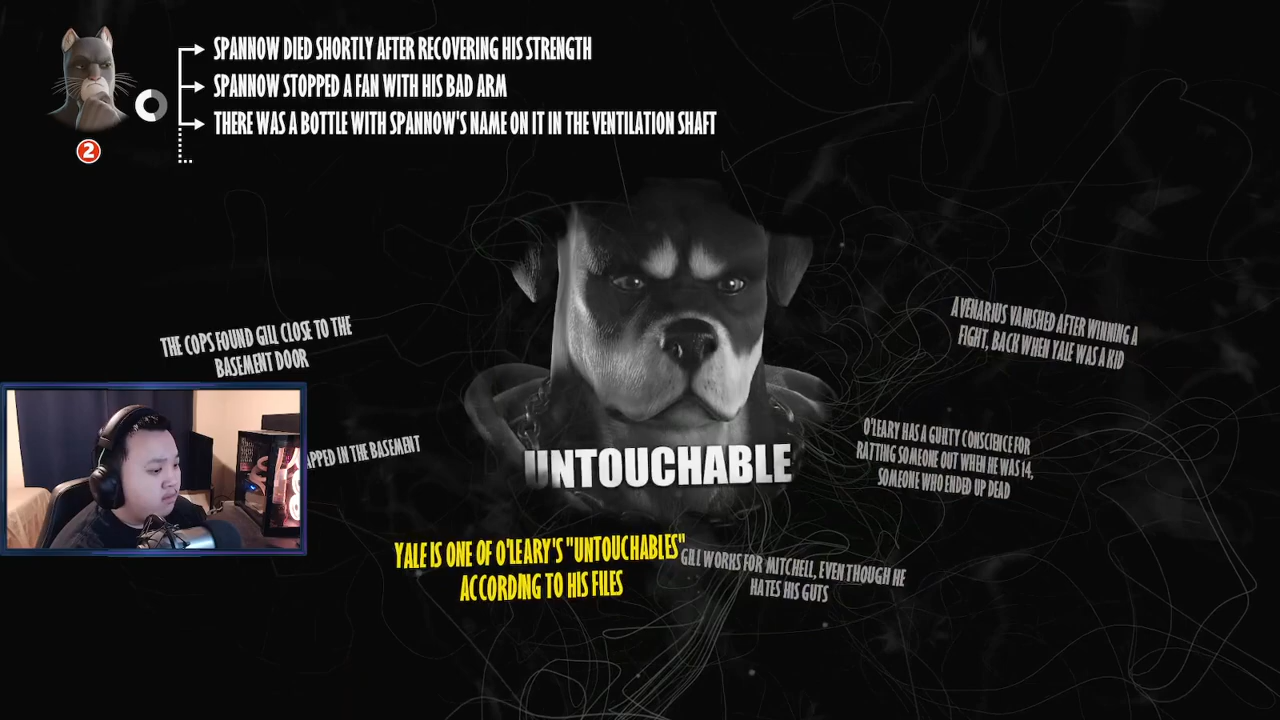 SPANNOW DIED SHORTLY AFTER RECOVERING HIS STRENGTH
SPANNOW STOPPED A FAN WITH HIS BAD ARM
THERE WAS A BOTTLE WITH SPANNOW'S NAME ON IT IN THE VENTILATION SHAFT
2
THE COPS FOUND GILL CLOSE TO THE
BASEMENT DOOR
AVENARIUS VANISHED AFTER WINNING A
FIGHT, BACK WHEN YALE WAS A KID
IN THE BASEMENT
O'LEARY HAS A GUILTY CONSCIENCE FOR
RATTING SOMEONE OUT WHEN HE WAS 14,
SOMEONE WHO ENDED UP DEAD
UNTOUCHABLE
YALE IS ONE OF O'LEARY'S "UNTOUCHABLES"
ACCORDING TO HIS FILES
GILL WORKS FOR MITCHELL, EVEN THOUGH HE
HATES HIS GUTS